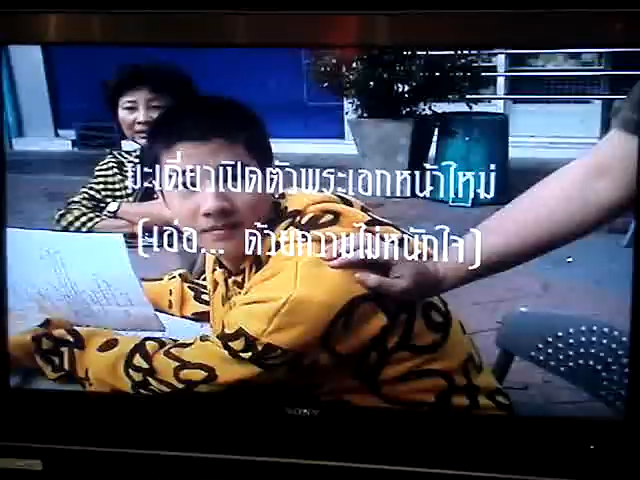 มะเดี่ยวเปิดตัวพระเอกหน้าใหม่
(เอ่อ... ด้วยความไม่หนักใจ)
SONY